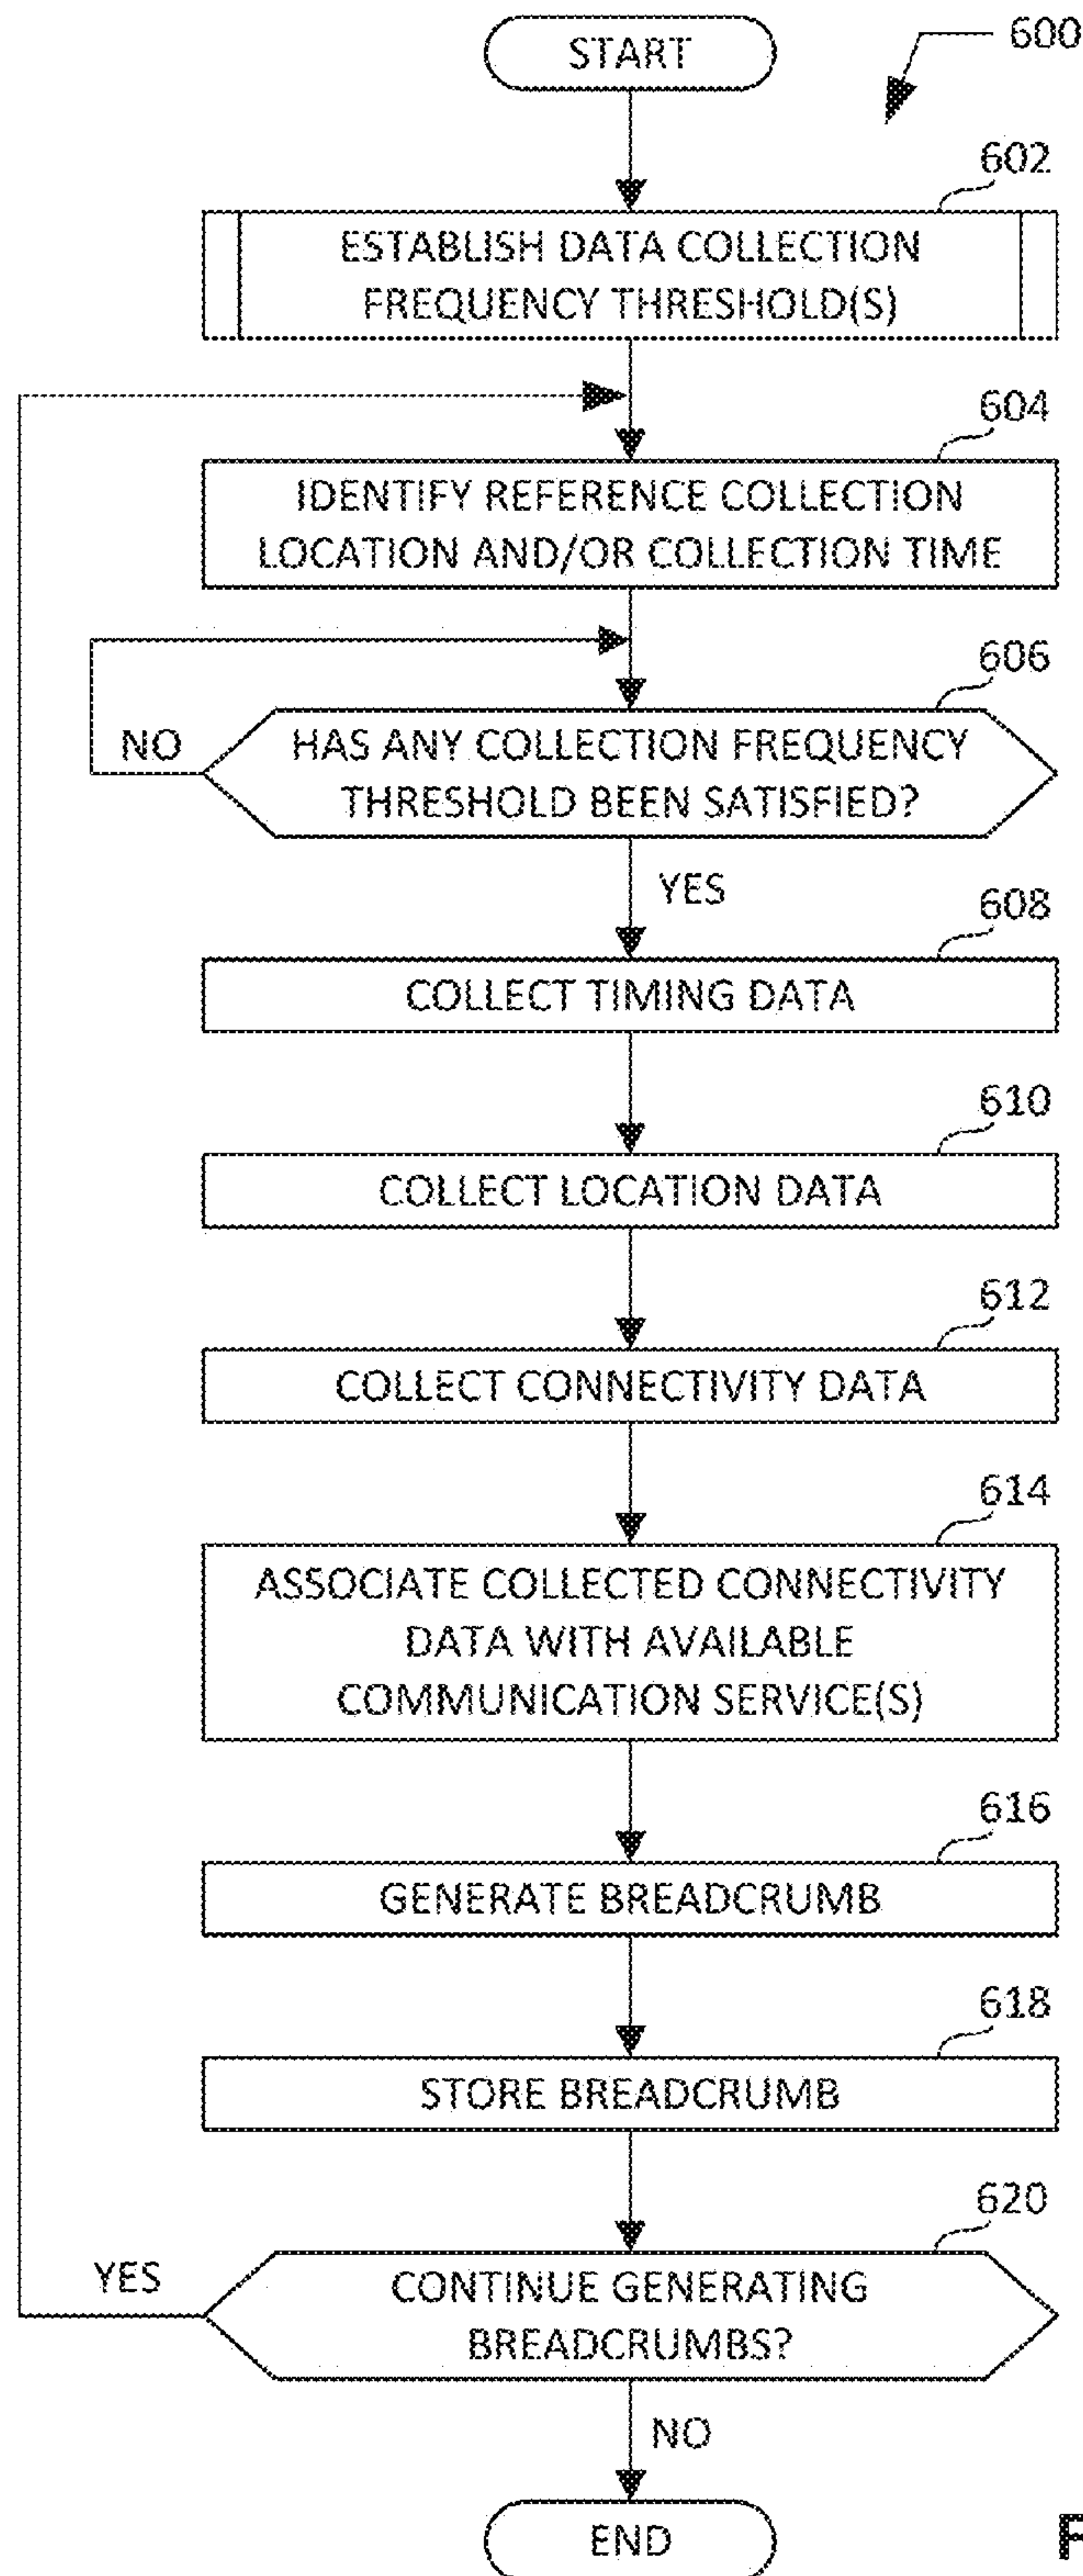 START
600
602
ESTABLISH DATA COLLECTION
FREQUENCY THRESHOLD(S)
604
IDENTIFY REFERENCE COLLECTION
LOCATION AND/OR COLLECTION TIME
606
NO
HAS ANY COLLECTION FREQUENCY
THRESHOLD BEEN SATISFIED?
YES
608
COLLECT TIMING DATA
610
COLLECT LOCATION DATA
612
COLLECT CONNECTIVITY DATA
614
ASSOCIATE COLLECTED CONNECTIVITY
DATA WITH AVAILABLE
COMMUNICATION SERVICE(S)
616
GENERATE BREADCRUMB
618
STORE BREADCRUMB
620
YES
CONTINUE GENERATING
BREADCRUMBS?
NO
END